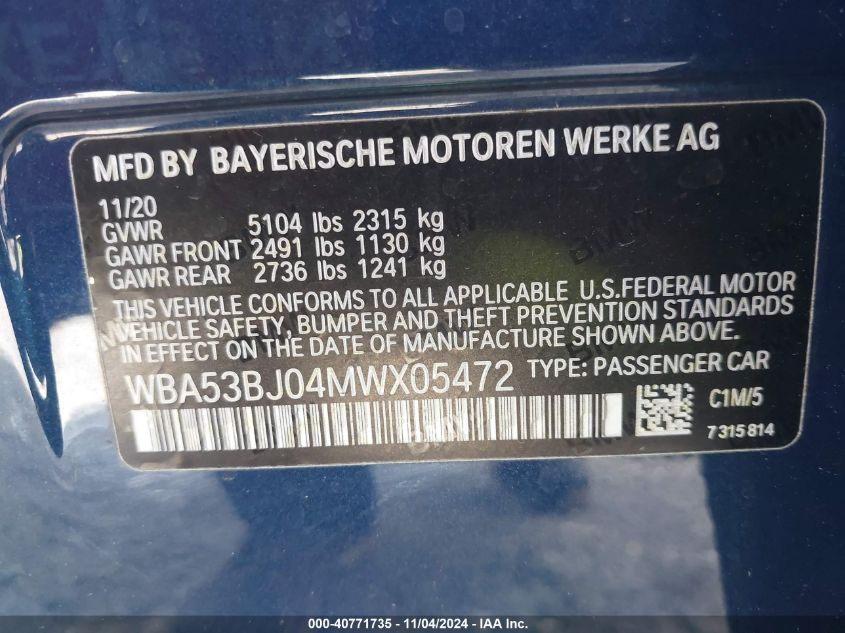 MFD BY BAYERISCHE MOTOREN WERKE AG
11/20
GVWR 5104 lbs 2315 kg
GAWR FRONT 2491 lbs 1130 kg
GAWR REAR 2736 lbs 1241 kg
THIS VEHICLE CONFORMS TO ALL APPLICABLE U.S.FEDERAL MOTOR
VEHICLE SAFETY, BUMPER AND THEFT PREVENTION STANDARDS
IN EFFECT ON THE DATE OF MANUFACTURE SHOWN ABOVE.
WBA53BJ04MWX05472 TYPE: PASSENGER CAR
C1M/5
7315814
000-40771735 - 11/04/2024 - IAA Inc.